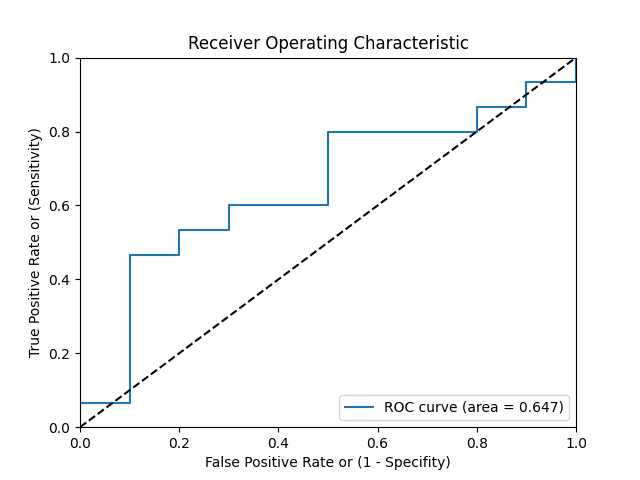 Receiver Operating Characteristic
True Positive Rate or (Sensitivity)
1.0
0.8
0.6
0.4
0.2
0.0
ROC curve (area = 0.647)
0.0 0.2 0.4 0.6 0.8 1.0
False Positive Rate or (1 - Specifity)